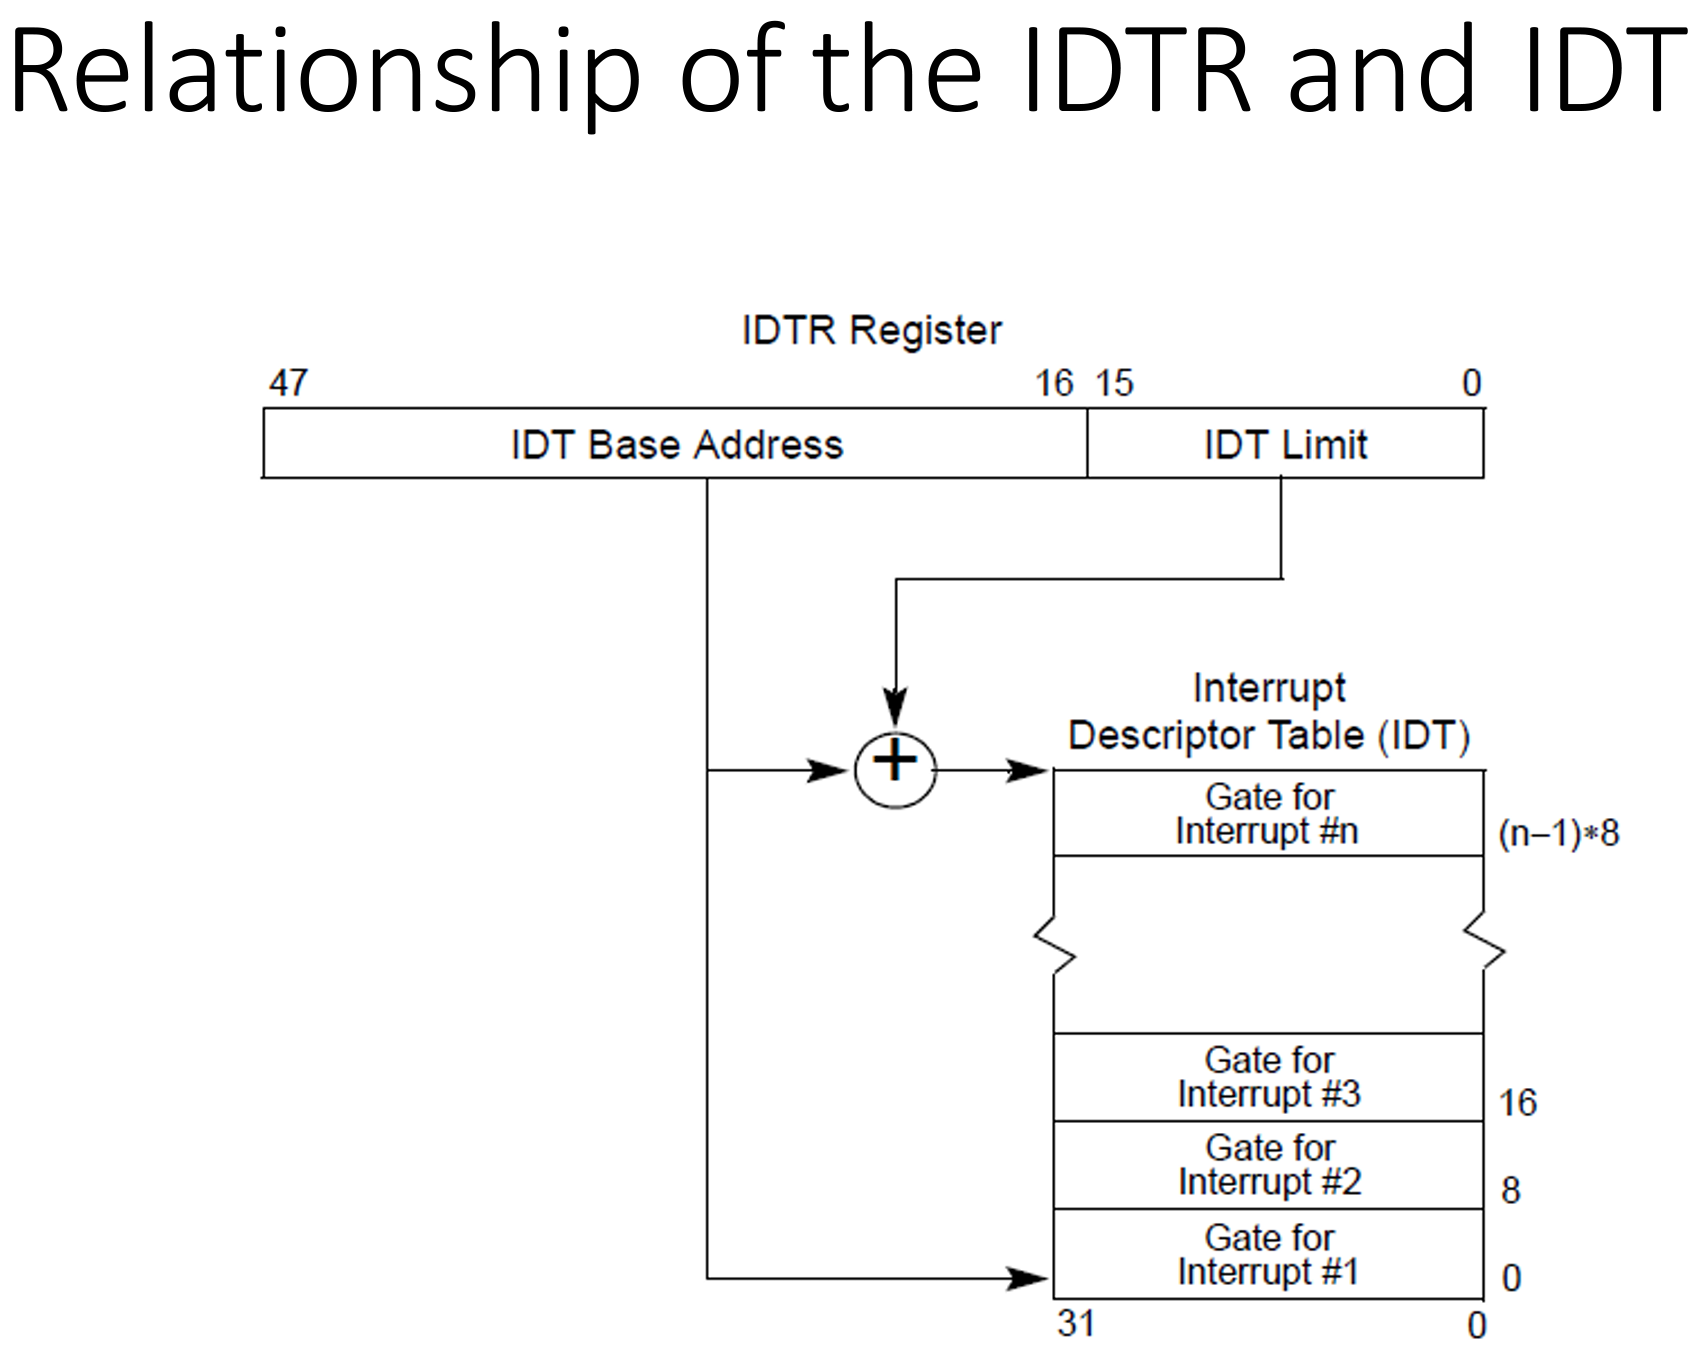 Relationship of the IDTR and IDT
IDTR Register
47 16 15 0
IDT Base Address IDT Limit
+
Interrupt
Descriptor Table (IDT)
Gate for
Interrupt #n
(n–1)∗8
Gate for
Interrupt #3
16
Gate for
Interrupt #2
8
Gate for
Interrupt #1
0
31 0